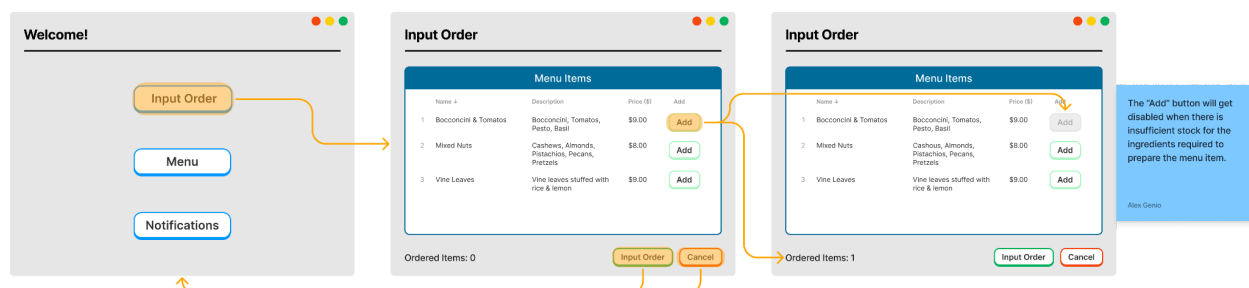 Welcome!
Input Order
Menu
Notifications
Input Order
Menu Items
Name ↓ Description Price ($) Add
1 Bocconcini & Tomatoes Bocconcini, Tomatoes, $9.00 Add
Pesto, Basil
2 Mixed Nuts Cashews, Almonds, $8.00 Add
Pistachios, Pecans,
Pretzels
3 Vine Leaves Vine leaves stuffed with $9.00 Add
rice & lemon
Ordered Items: 0 Input Order Cancel
Input Order
Menu Items
Name ↓ Description Price ($) Add
1 Bocconcini & Tomatoes Bocconcini, Tomatoes, $9.00 Add
Pesto, Basil
2 Mixed Nuts Cashous, Almonds, $8.00 Add
Pistachios, Pecans,
Pretzels
3 Vine Leaves Vine leaves stuffed with $9.00 Add
rice & lemon
Ordered Items: 1 Input Order Cancel
The "Add" button will get
disabled when there is
insufficient stock for the
ingredients required to
prepare the menu item.
Alex Genio